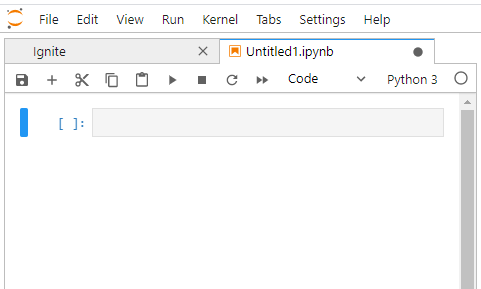 File Edit View Run Kernel Tabs Settings Help
Ignite Untitled1.ipynb
Code Python 3
[ ]: